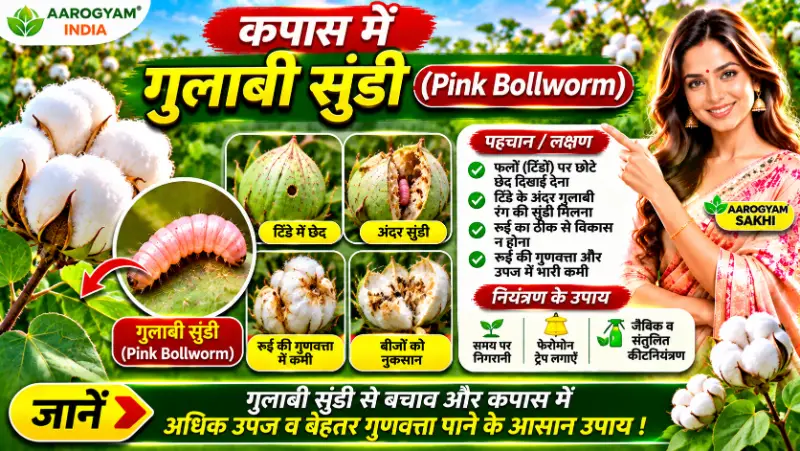 AAROGYAM®
INDIA
कपास में
गुलाबी सुंडी (Pink Bollworm)
टिंडे में छेद
अंदर सुंडी
रूई की गुणवत्ता
में कमी
बीजों को
नुकसान
गुलाबी सुंडी
(Pink Bollworm)
पहचान / लक्षण
फलों (टिंडों) पर छोटे
छेद दिखाई देना
टिंडे के अंदर गुलाबी
रंग की सुंडी मिलना
रूई का ठीक से विकास
न होना
रूई की गुणवत्ता और
उपज में भारी कमी
नियंत्रण के उपाय
समय पर
निगरानी
फेरोमोन
ट्रेप लगाएँ
जैविक व
संतुलित
कीटनियंत्रण
AAROGYAM
SAKHI
जानें
गुलाबी सुंडी से बचाव और कपास में
अधिक उपज व बेहतर गुणवत्ता पाने के आसान उपाय !